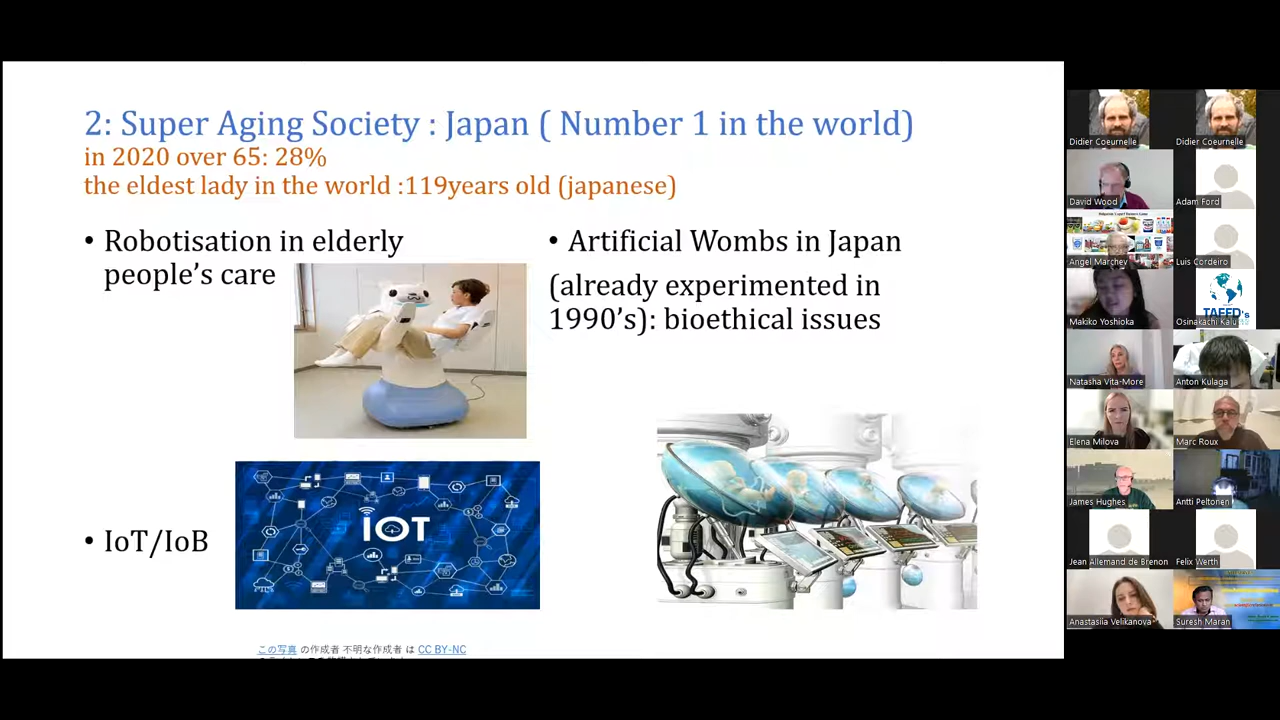 2: Super Aging Society : Japan ( Number 1 in the world)
in 2020 over 65: 28%
the eldest lady in the world :119years old (japanese)
• Robotisation in elderly
people’s care
• Artificial Wombs in Japan
(already experimented in
1990’s): bioethical issues
• IoT/IoB
IOT
この写真 の作成者 不明な作成者 は CC BY-NC
Didier Coeurnelle
Didier Coeurnelle
David Wood
Adam Ford
Angel Marchev
Luis Cordeiro
Makiko Yoshioka
TAFFD's
Osinakachi Kalu
Natasha Vita-More
Anton Kulaga
Elena Milova
Marc Roux
James Hughes
Antti Peltonen
Jean Allemand de Brenon
Felix Werth
Anastasiia Velikanova
Suresh Maran